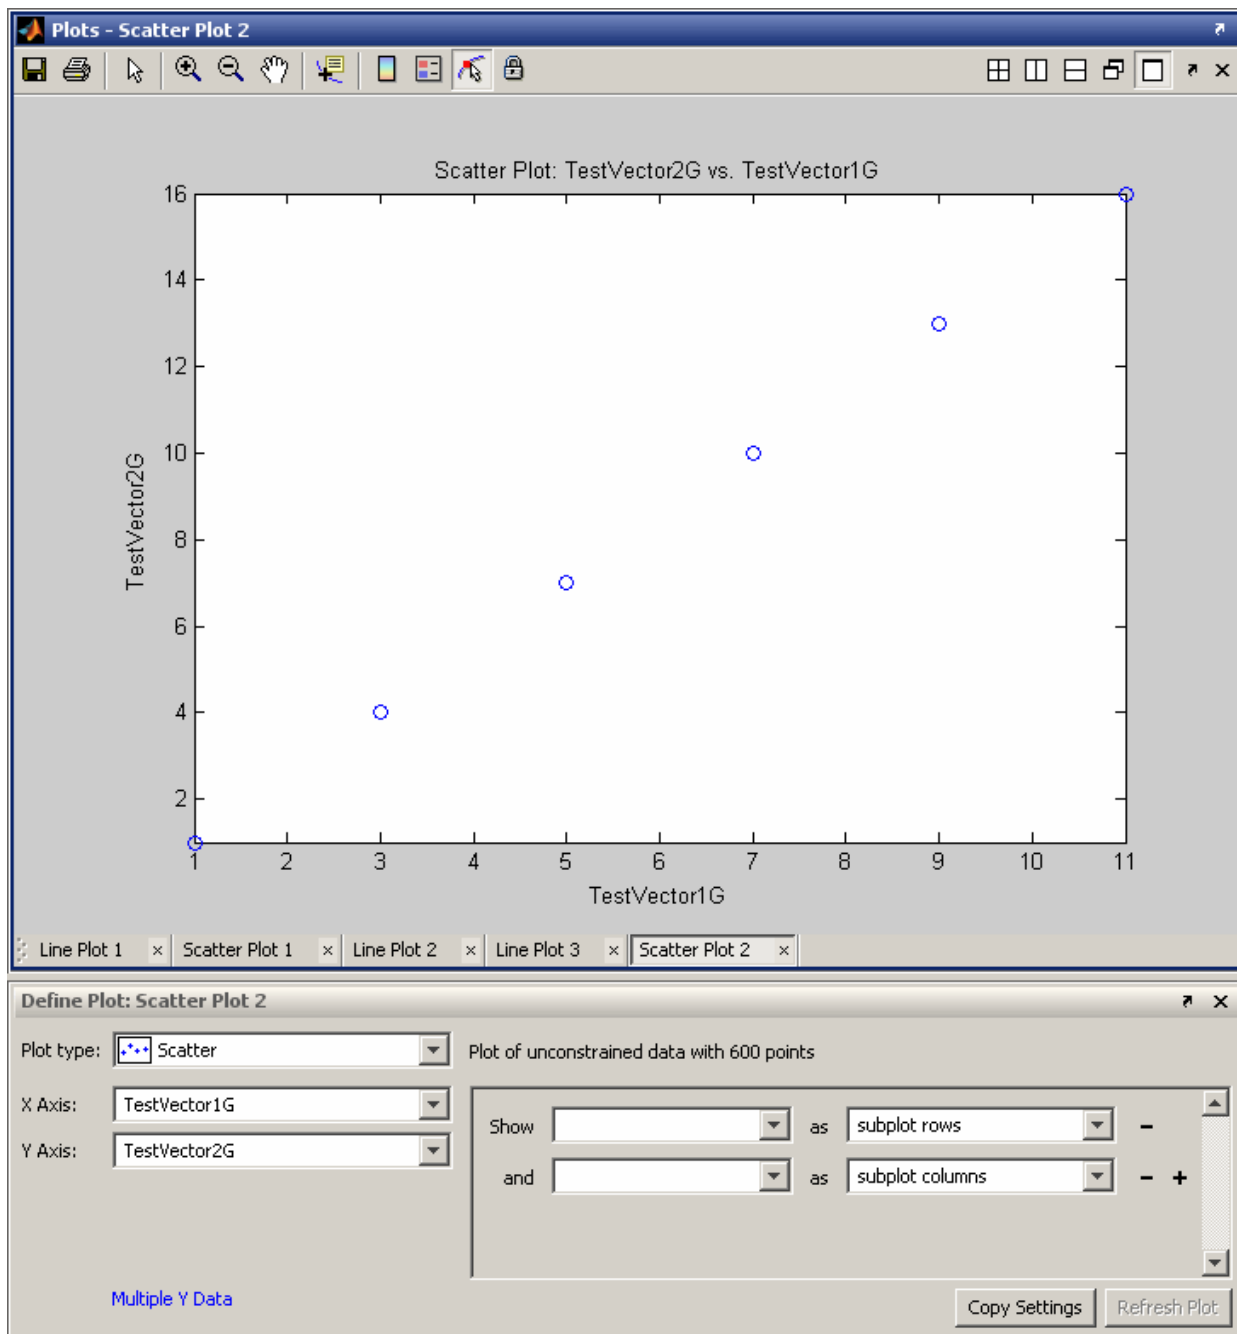 Plots - Scatter Plot 2
Scatter Plot: TestVector2G vs. TestVector1G
16
14
12
10
8
6
4
2
TestVector2G
1 2 3 4 5 6 7 8 9 10 11
TestVector1G
Line Plot 1 × Scatter Plot 1 × Line Plot 2 × Line Plot 3 × Scatter Plot 2 ×
Define Plot: Scatter Plot 2
Plot type: Scatter Plot of unconstrained data with 600 points
X Axis: TestVector1G
Show as subplot rows −
Y Axis: TestVector2G
and as subplot columns − +
Multiple Y Data
Copy Settings Refresh Plot